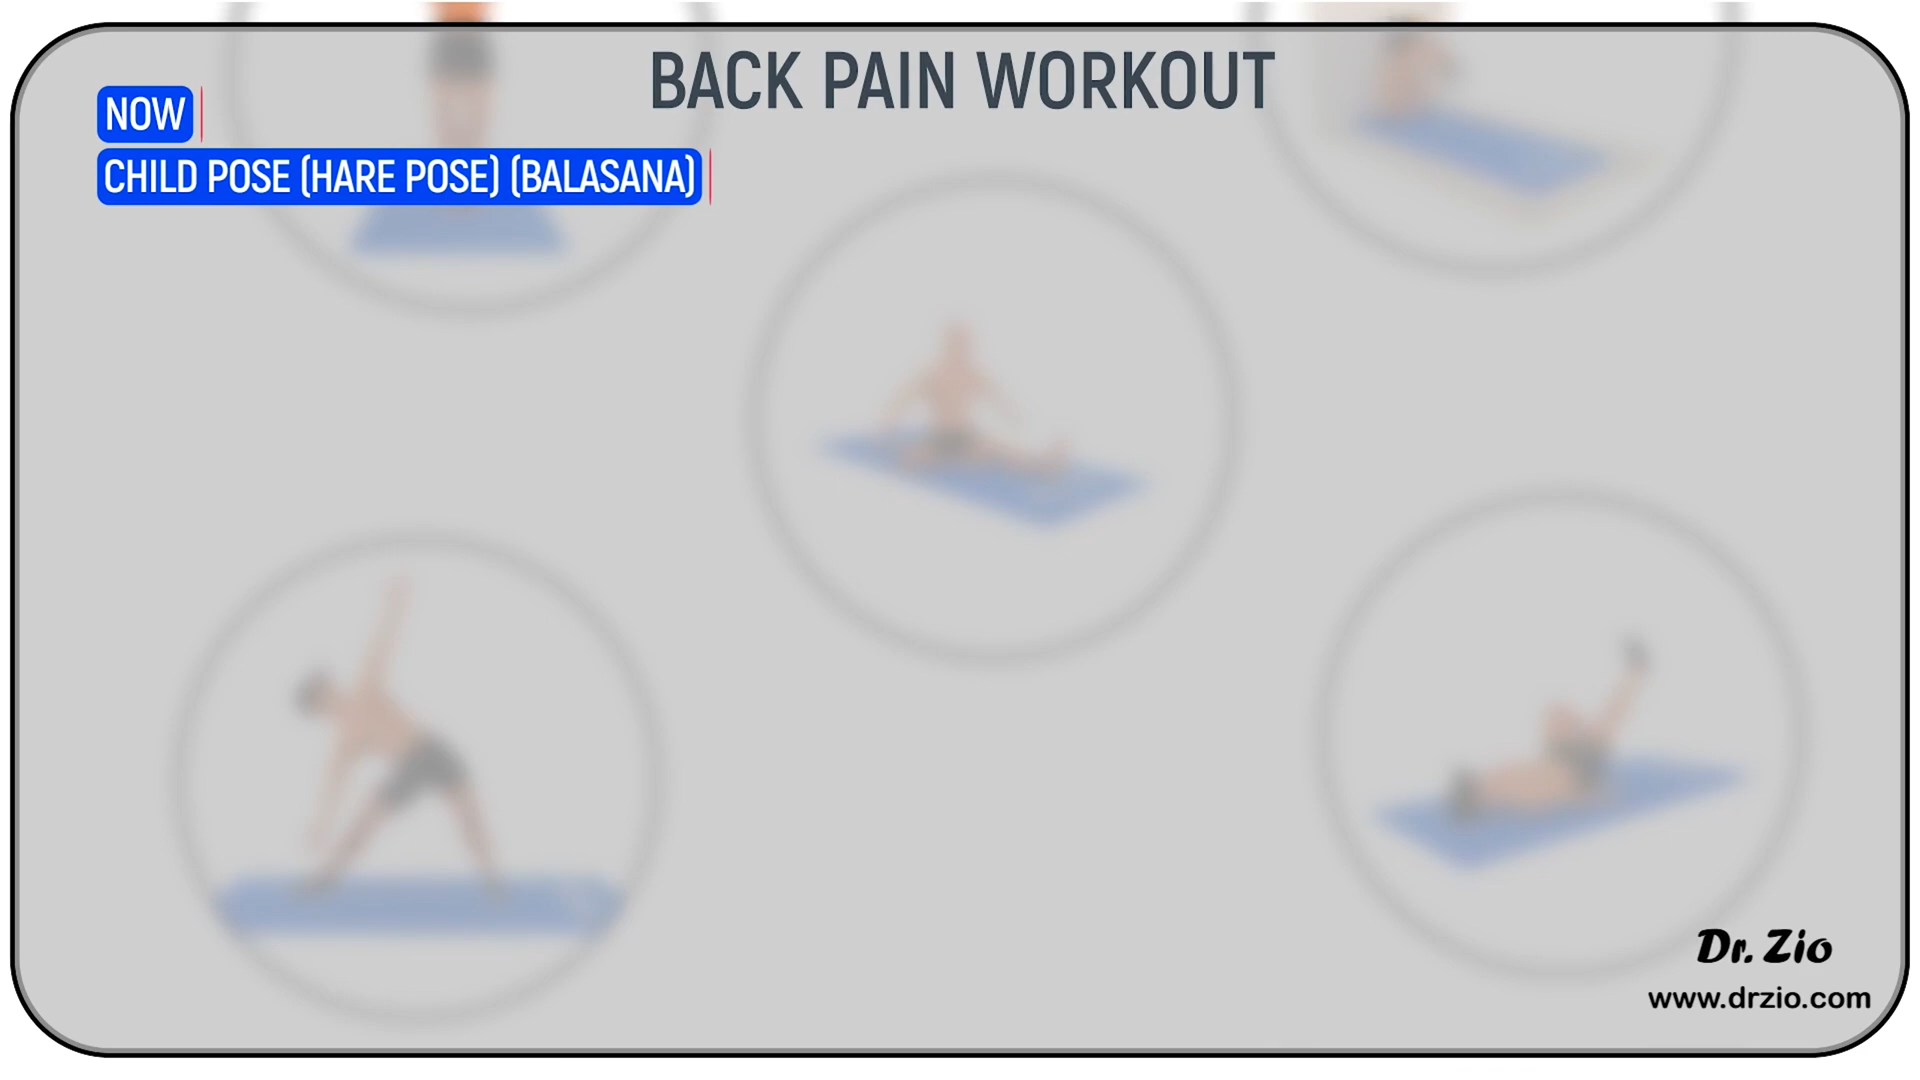 BACK PAIN WORKOUT
NOW
CHILD POSE (HARE POSE) (BALASANA)
Dr. Zio
www.drzio.com